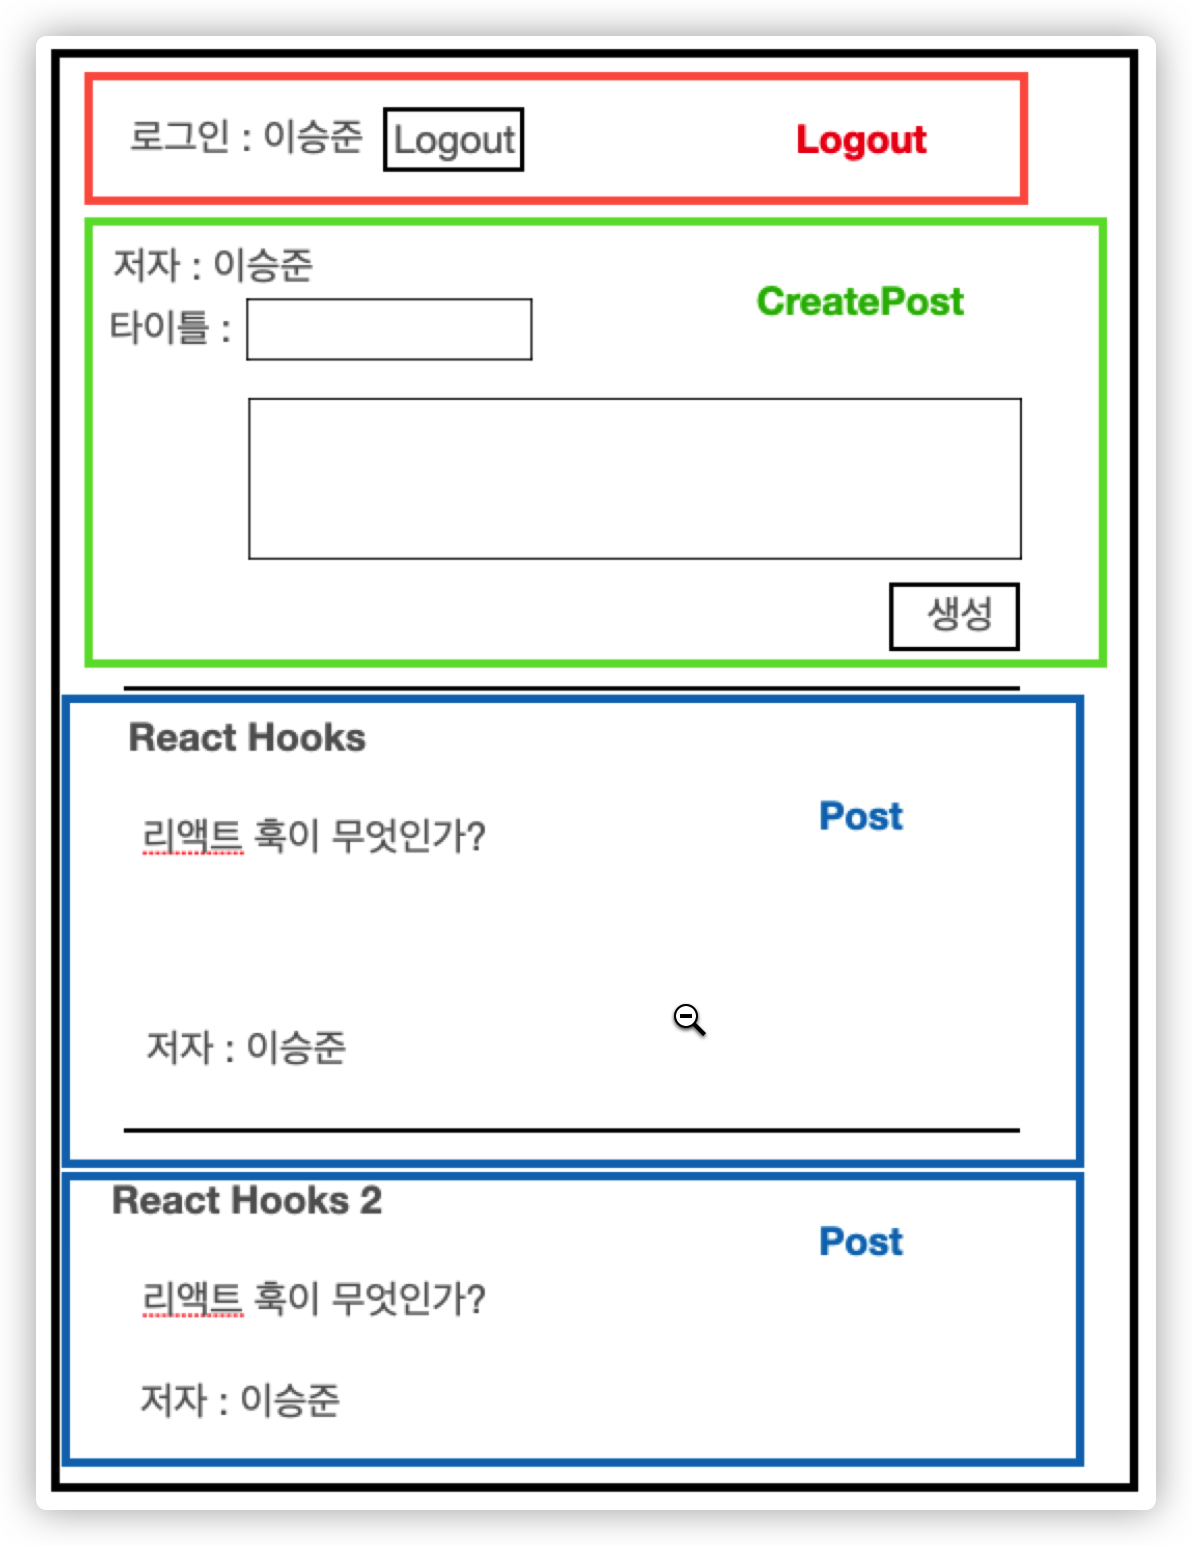 로그인 : 이승준 Logout Logout
저자 : 이승준
CreatePost
타이틀 :
생성
React Hooks
Post
리액트 훅이 무엇인가?
저자 : 이승준
React Hooks 2
Post
리액트 훅이 무엇인가?
저자 : 이승준